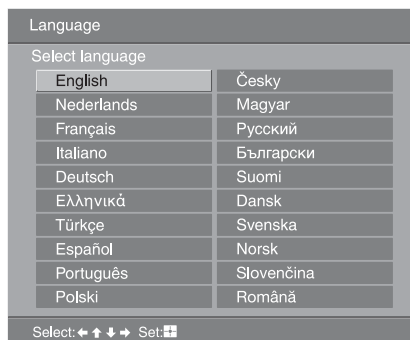 Language
Select language
English
Nederlands
Français
Italiano
Deutsch
Ελληνικά
Türkçe
Español
Português
Polski
Česky
Magyar
Русский
Български
Suomi
Dansk
Svenska
Norsk
Slovenčina
Română
Select: Set: